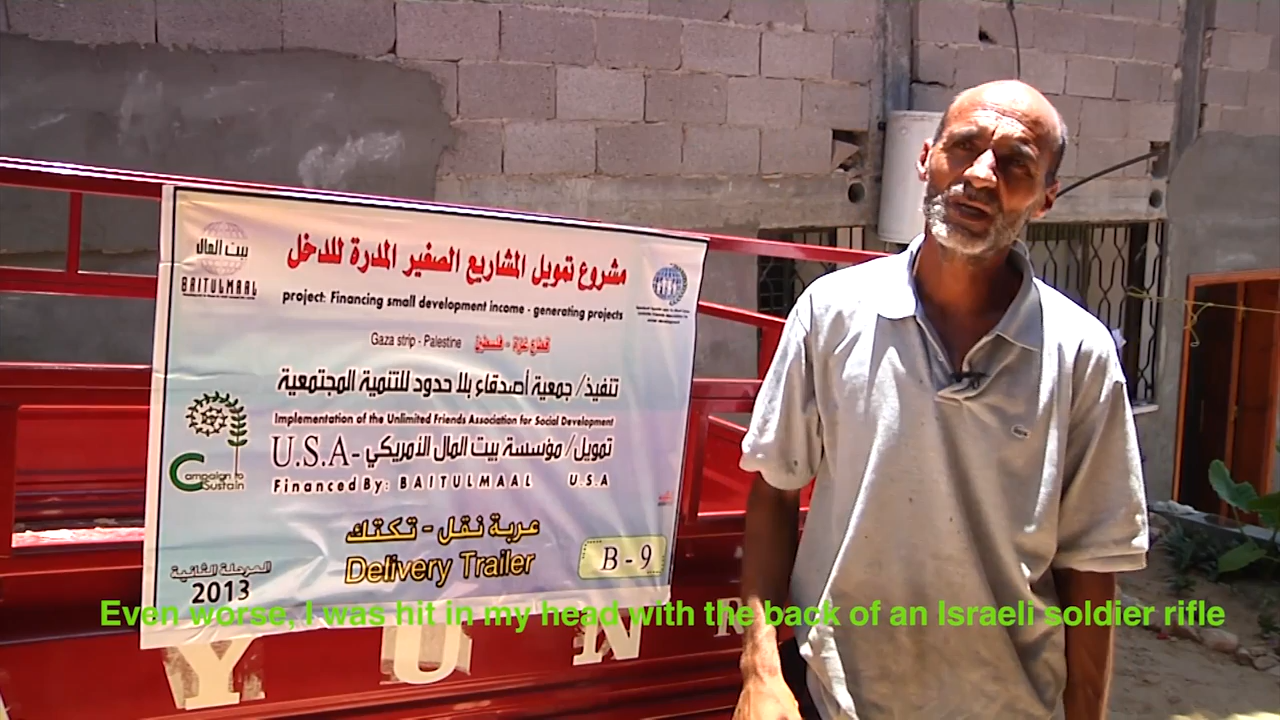 بيت المال
BAITULMAAL
مشروع تمويل المشاريع الصغير المدرة للدخل
project: Financing small development income - generating projects
Gaza strip - Palestine قطاع غزة - فلسطين
تنفيذ/ جمعية أصدقاء بلا حدود للتنمية المجتمعية
Implementation of the Unlimited Friends Association for Social Development
تمويل/ مؤسسة بيت المال الأمريكي - U.S.A
Financed By: BAITULMAAL U.S.A
Campaign to
Sustain
عربة نقل - تكتك
Delivery Trailer
B - 9
المرحلة الثانية
2013
Even worse, I was hit in my head with the back of an Israeli soldier rifle
Y U N R